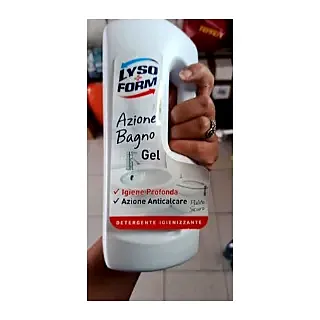 LYSO
FORM
Azione
Bagno
Gel
Igiene Profonda
Azione Anticalcare
DETERGENTE IGIENIZZANTE